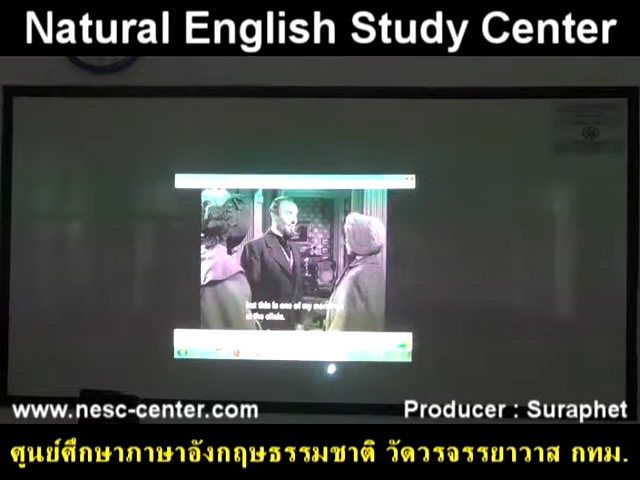 Natural English Study Center
but this is one of my mornings
at the clinic.
www.nesc-center.com
Producer : Suraphet
ศูนย์ศึกษาภาษาอังกฤษธรรมชาติ วัดวรจรรยาวาส กทม.